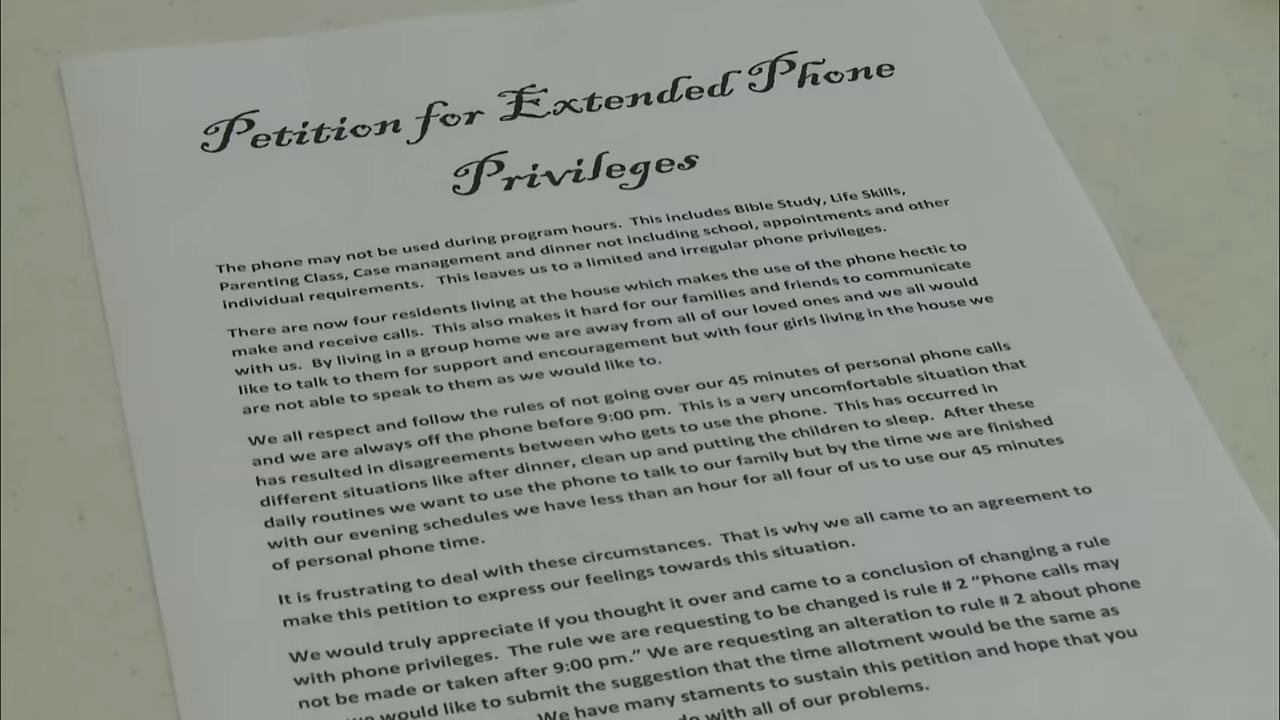 Petition for Extended Phone
Privileges
The phone may not be used during program hours. This includes Bible Study, Life Skills,
Parenting Class, Case management and dinner not including school, appointments and other
individual requirements. This leaves us to a limited and irregular phone privileges.
There are now four residents living at the house which makes the use of the phone hectic to
make and receive calls. This also makes it hard for our families and friends to communicate
with us. By living in a group home we are away from all of our loved ones and we all would
like to talk to them for support and encouragement but with four girls living in the house we
are not able to speak to them as we would like to.
We all respect and follow the rules of not going over our 45 minutes of personal phone calls
and we are always off the phone before 9:00 pm. This is a very uncomfortable situation that
has resulted in disagreements between who gets to use the phone. This has occurred in
different situations like after dinner, clean up and putting the children to sleep. After these
daily routines we want to use the phone to talk to our family but by the time we are finished
with our evening schedules we have less than an hour for all four of us to use our 45 minutes
of personal phone time.
It is frustrating to deal with these circumstances. That is why we all came to an agreement to
make this petition to express our feelings towards this situation.
We would truly appreciate if you thought it over and came to a conclusion of changing a rule
with phone privileges. The rule we are requesting to be changed is rule # 2 "Phone calls may
not be made or taken after 9:00 pm." We are requesting an alteration to rule # 2 about phone
we would like to submit the suggestion that the time allotment would be the same as
We have many staments to sustain this petition and hope that you
with all of our problems.